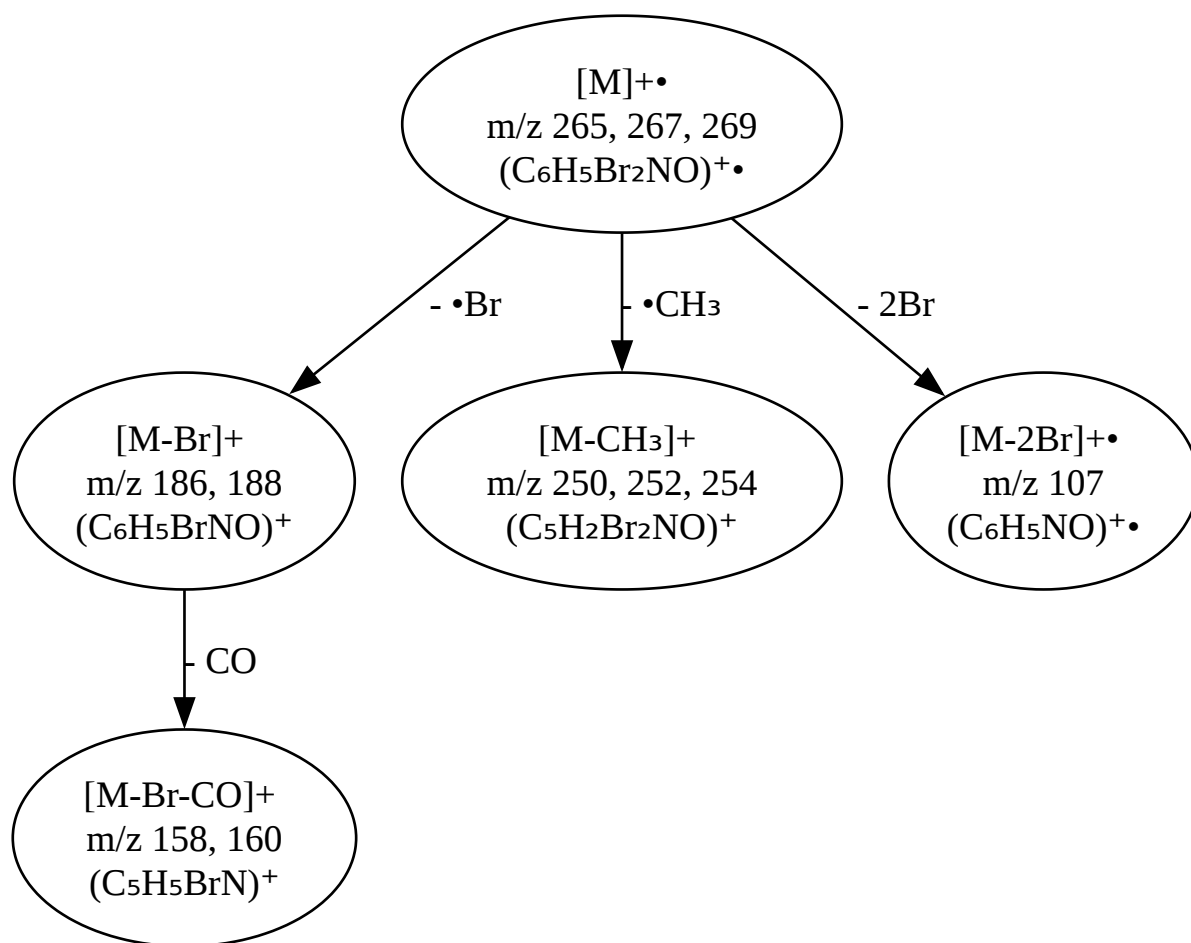 [M]+•
m/z 265, 267, 269
(C₆H₅Br₂NO)⁺•
- •Br
- •CH₃
- 2Br
[M-Br]+
m/z 186, 188
(C₆H₅BrNO)⁺
[M-CH₃]+
m/z 250, 252, 254
(C₅H₂Br₂NO)⁺
[M-2Br]+•
m/z 107
(C₆H₅NO)⁺•
- CO
[M-Br-CO]+
m/z 158, 160
(C₅H₅BrN)⁺